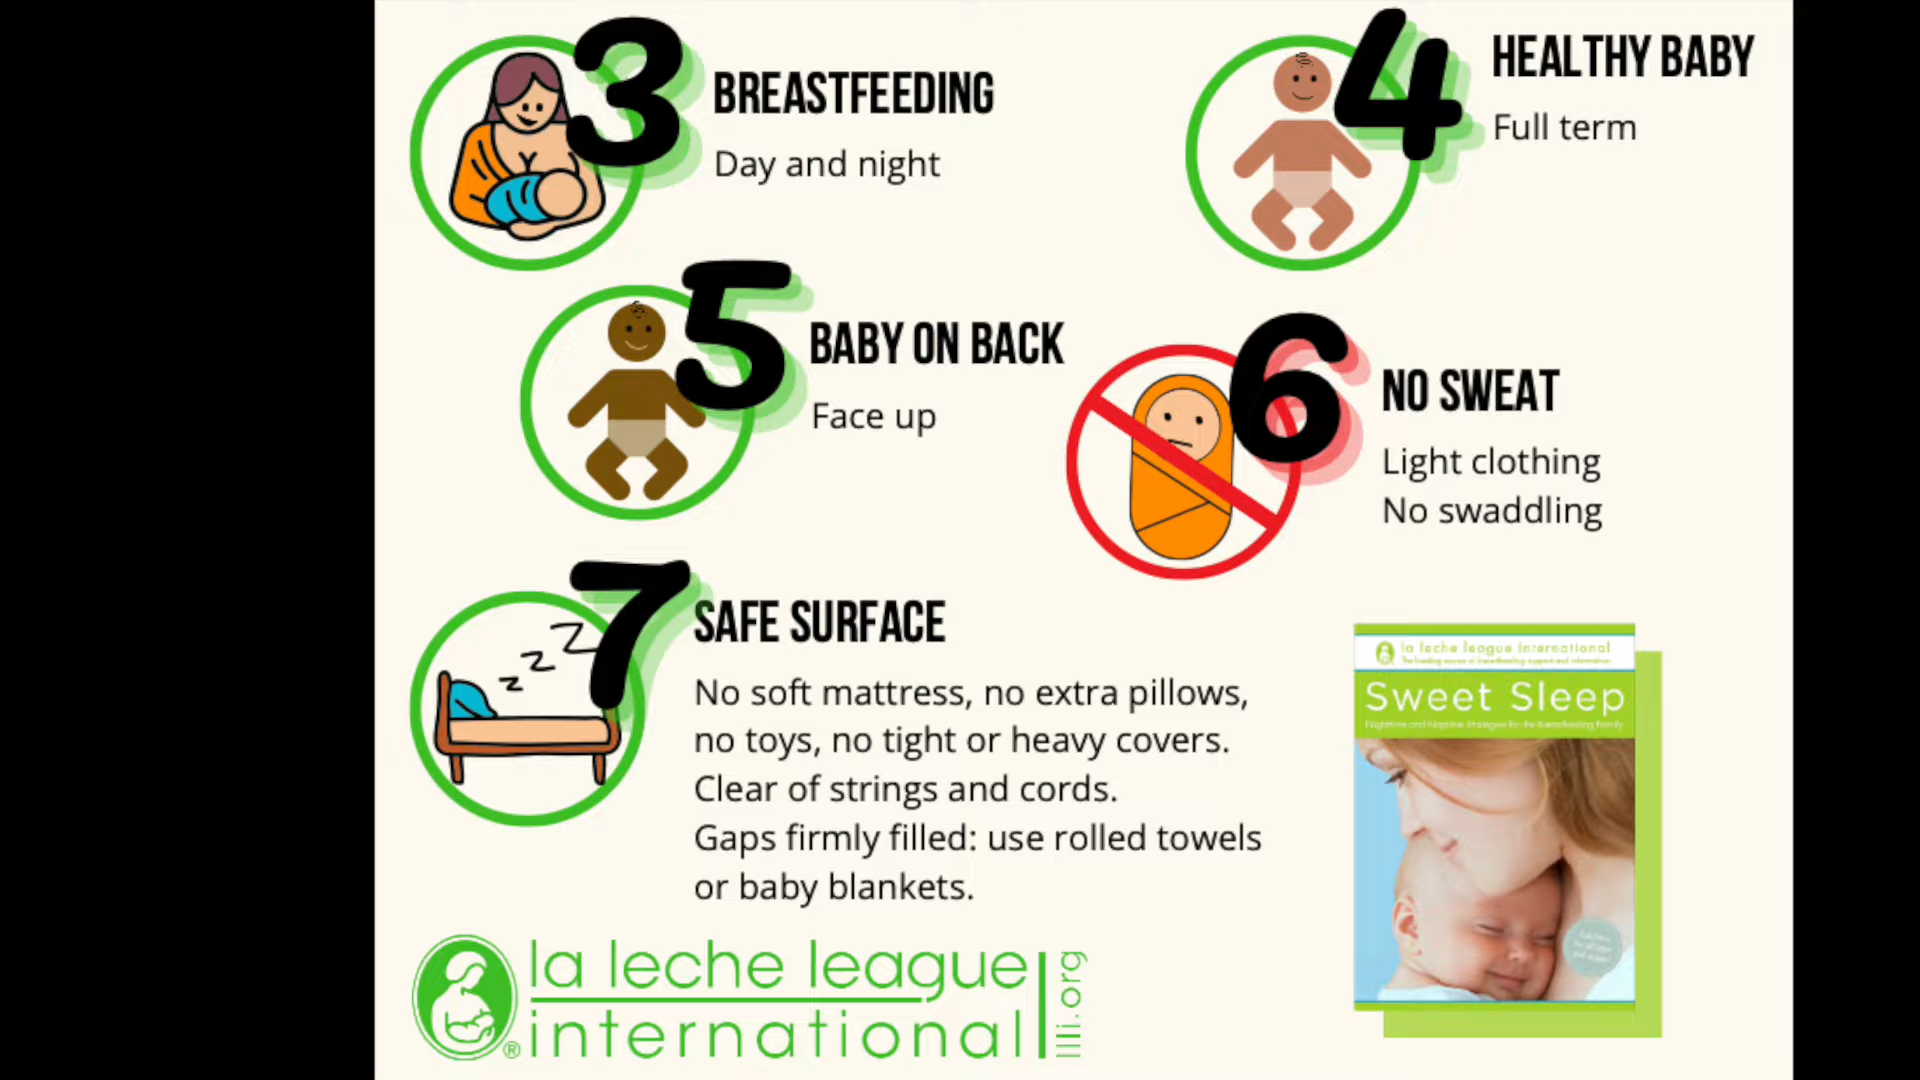 3
BREASTFEEDING
Day and night
4
HEALTHY BABY
Full term
5
BABY ON BACK
Face up
6
NO SWEAT
Light clothing
No swaddling
7
z z Z
SAFE SURFACE
No soft mattress, no extra pillows,
no toys, no tight or heavy covers.
Clear of strings and cords.
Gaps firmly filled: use rolled towels
or baby blankets.
la leche league international
Sweet Sleep
la leche league
international
®
llli.org